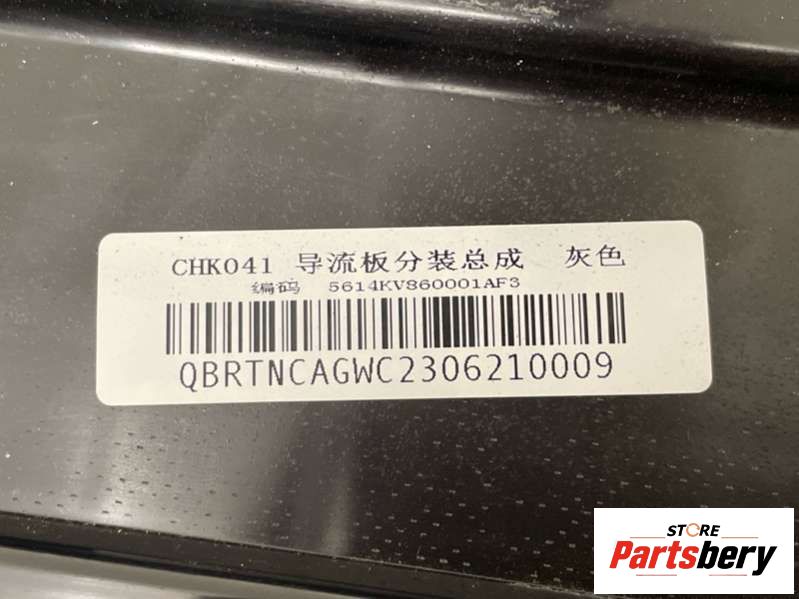 CHK041 导流板分装总成 灰色
编码 5614KV860001AF3
QBRTNCAGWC2306210009
STORE
Partsbery